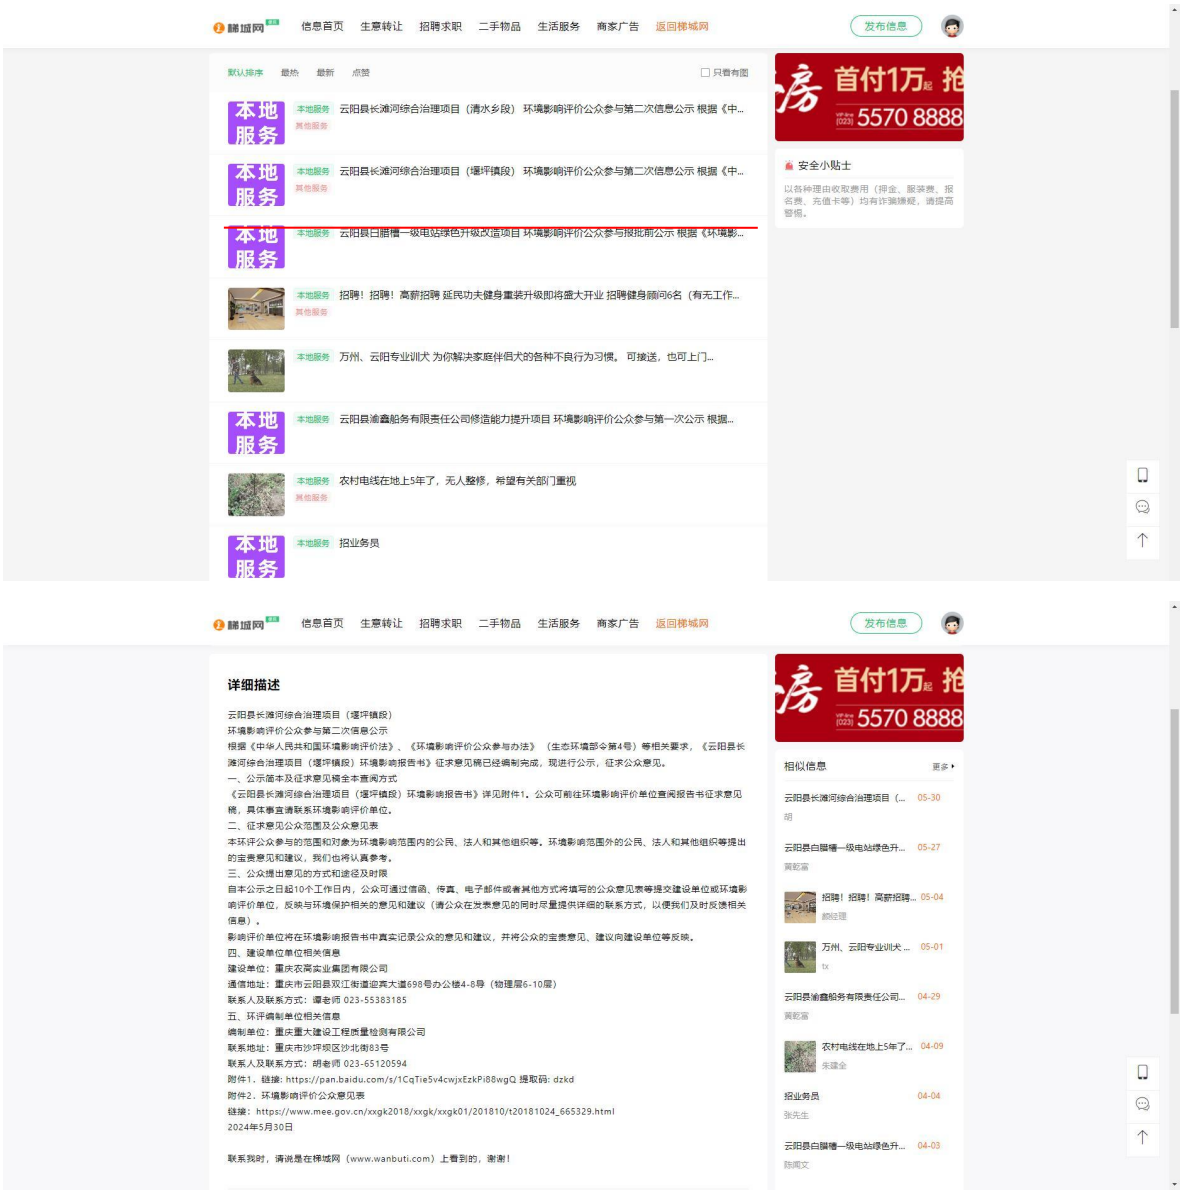 梯城网
信息首页 生意转让 招聘求职 二手物品 生活服务 商家广告 返回梯城网
发布信息
默认排序 最热 最新 点赞
只看有图
本地服务
本地服务 云阳县长滩河综合治理项目（清水乡段） 环境影响评价公众参与第二次信息公示 根据《中...
其他服务
本地服务
本地服务 云阳县长滩河综合治理项目（堰坪镇段） 环境影响评价公众参与第二次信息公示 根据《中...
其他服务
本地服务
本地服务 云阳县白腊槽一级电站绿色升级改造项目 环境影响评价公众参与报批前公示 根据《环境影...
本地服务 招聘！招聘！高薪招聘 延民功夫健身重装升级即将盛大开业 招聘健身顾问6名（有无工作...
其他服务
本地服务 万州、云阳专业训犬 为你解决家庭伴侣犬的各种不良行为习惯。 可接送，也可上门...
本地服务
本地服务 云阳县渝鑫船务有限责任公司修造能力提升项目 环境影响评价公众参与第一次公示 根据...
本地服务 农村电线在地上5年了，无人整修，希望有关部门重视
其他服务
本地服务
本地服务 招业务员
房 首付1万起 抢
VIP-line (023) 5570 8888
安全小贴士
以各种理由收取费用（押金、服装费、报
名费、充值卡等）均有诈骗嫌疑，请提高
警惕。
梯城网
信息首页 生意转让 招聘求职 二手物品 生活服务 商家广告 返回梯城网
发布信息
详细描述
云阳县长滩河综合治理项目（堰坪镇段）
环境影响评价公众参与第二次信息公示
根据《中华人民共和国环境影响评价法》、《环境影响评价公众参与办法》 （生态环境部令第4号）等相关要求，《云阳县长
滩河综合治理项目（堰坪镇段）环境影响报告书》征求意见稿已经编制完成，现进行公示，征求公众意见。
一、公示简本及征求意见稿全本查阅方式
《云阳县长滩河综合治理项目（堰坪镇段）环境影响报告书》详见附件1。公众可前往环境影响评价单位查阅报告书征求意见
稿，具体事宜请联系环境影响评价单位。
二、征求意见公众范围及公众意见表
本环评公众参与的范围和对象为环境影响范围内的公民、法人和其他组织等。环境影响范围外的公民、法人和其他组织等提出
的宝贵意见和建议，我们也将认真参考。
三、公众提出意见的方式和途径及时限
自本公示之日起10个工作日内，公众可通过信函、传真、电子邮件或者其他方式将填写的公众意见表等提交建设单位或环境影
响评价单位，反映与环境保护相关的意见和建议（请公众在发表意见的同时尽量提供详细的联系方式，以便我们及时反馈相关
信息）。
影响评价单位将在环境影响报告书中真实记录公众的意见和建议，并将公众的宝贵意见、建议向建设单位等反映。
四、建设单位单位相关信息
建设单位：重庆农高实业集团有限公司
通信地址：重庆市云阳县双江街道迎宾大道698号办公楼4-8导（物理层6-10层）
联系人及联系方式：谭老师 023-55383185
五、环评编制单位相关信息
编制单位：重庆重大建设工程质量检测有限公司
联系地址：重庆市沙坪坝区沙北街83号
联系人及联系方式：胡老师 023-65120594
附件1. 链接: https://pan.baidu.com/s/1CqTie5v4cwjxEzkPi88wgQ 提取码: dzkd
附件2. 环境影响评价公众意见表
链接：https://www.mee.gov.cn/xxgk2018/xxgk/xxgk01/201810/t20181024_665329.html
2024年5月30日
联系我时，请说是在梯城网（www.wanbuti.com）上看到的，谢谢！
房 首付1万起 抢
VIP-line (023) 5570 8888
相似信息 更多
云阳县长滩河综合治理项目（... 05-30
胡
云阳县白腊槽一级电站绿色升... 05-27
黄乾富
招聘！招聘！高薪招聘... 05-04
颜经理
万州、云阳专业训犬 ... 05-01
tx
云阳县渝鑫船务有限责任公司... 04-29
黄乾富
农村电线在地上5年了... 04-09
朱建全
招业务员 04-04
张先生
云阳县白腊槽一级电站绿色升... 04-03
陈闻文